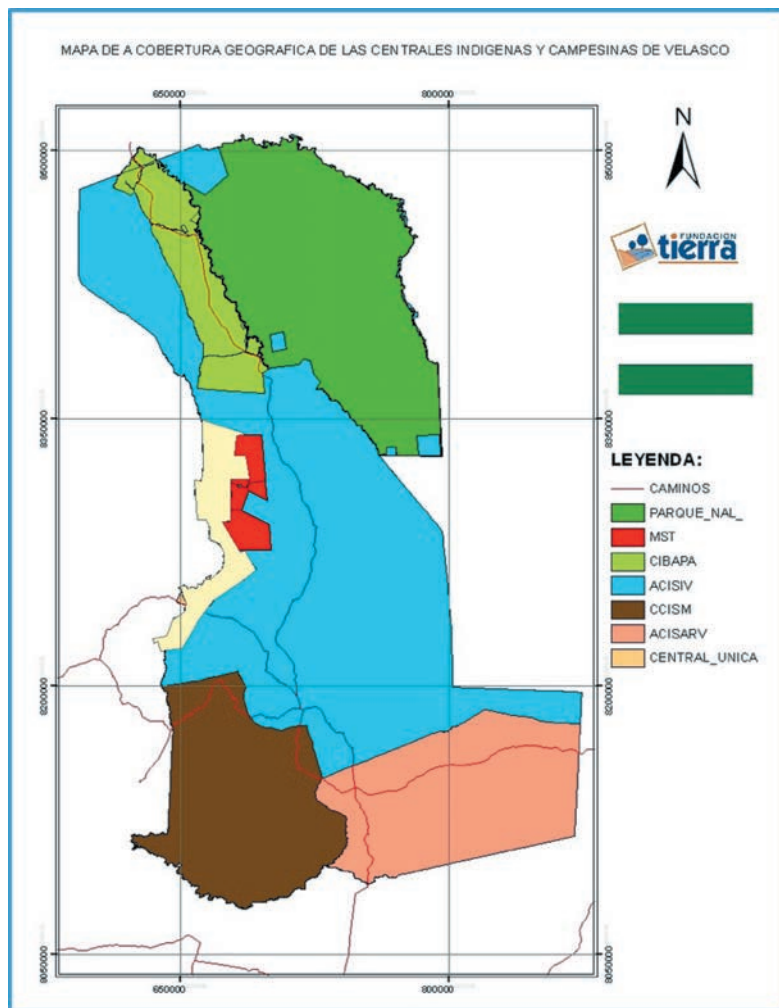 MAPA DE A COBERTURA GEOGRAFICA DE LAS CENTRALES INDIGENAS Y CAMPESINAS DE VELASCO
650000
800000
8500000
8500000
N
FUNDACION
tierra
8350000
8350000
LEYENDA:
CAMINOS
PARQUE_NAL_
MST
CIBAPA
ACISIV
CCISM
ACISARV
CENTRAL_UNICA
8200000
8200000
8050000
8050000
650000
800000